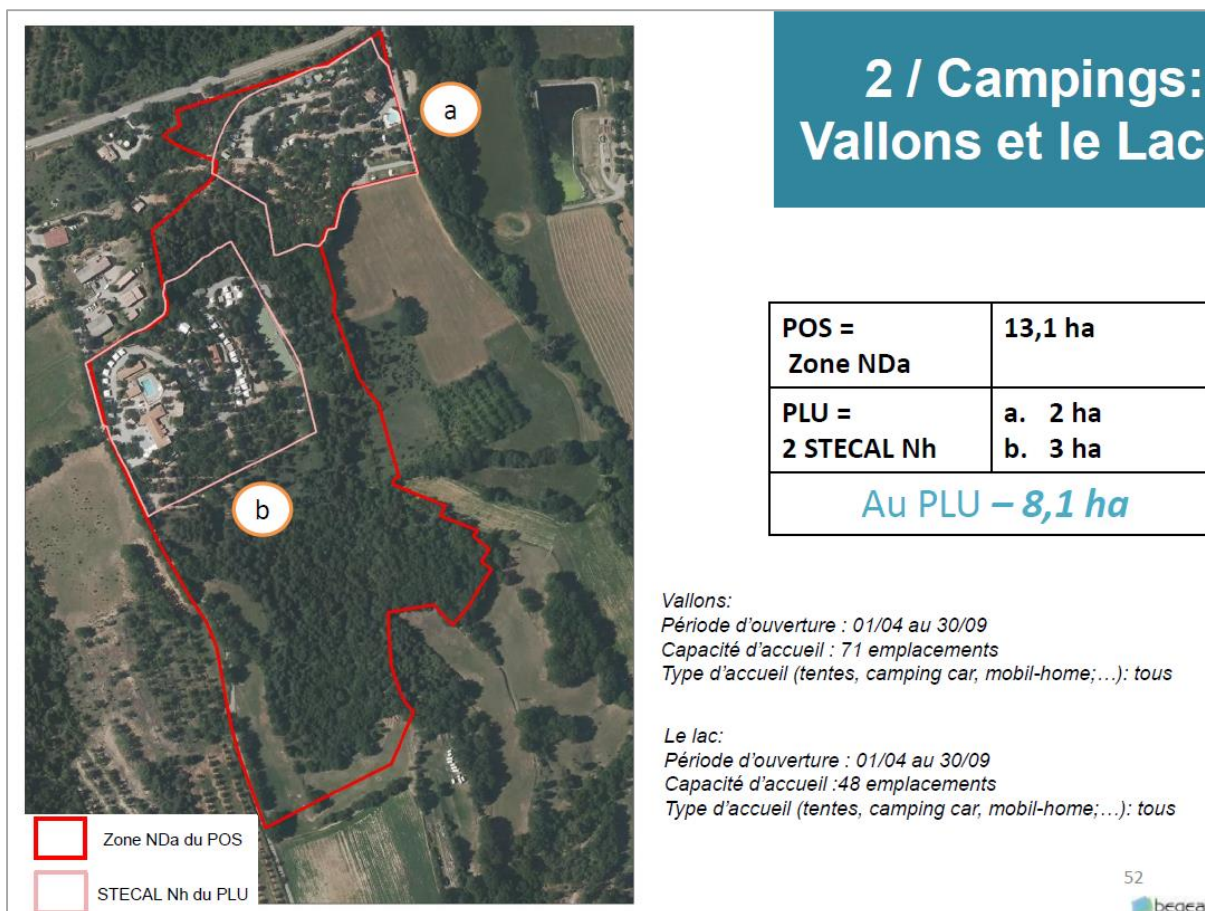 2 / Campings:
Vallons et le Lac
a
b
POS =
Zone NDa
13,1 ha
PLU =
2 STECAL Nh
a. 2 ha
b. 3 ha
Au PLU – 8,1 ha
Vallons:
Période d'ouverture : 01/04 au 30/09
Capacité d'accueil : 71 emplacements
Type d'accueil (tentes, camping car, mobil-home;…): tous
Le lac:
Période d'ouverture : 01/04 au 30/09
Capacité d'accueil :48 emplacements
Type d'accueil (tentes, camping car, mobil-home;…): tous
Zone NDa du POS
STECAL Nh du PLU
52